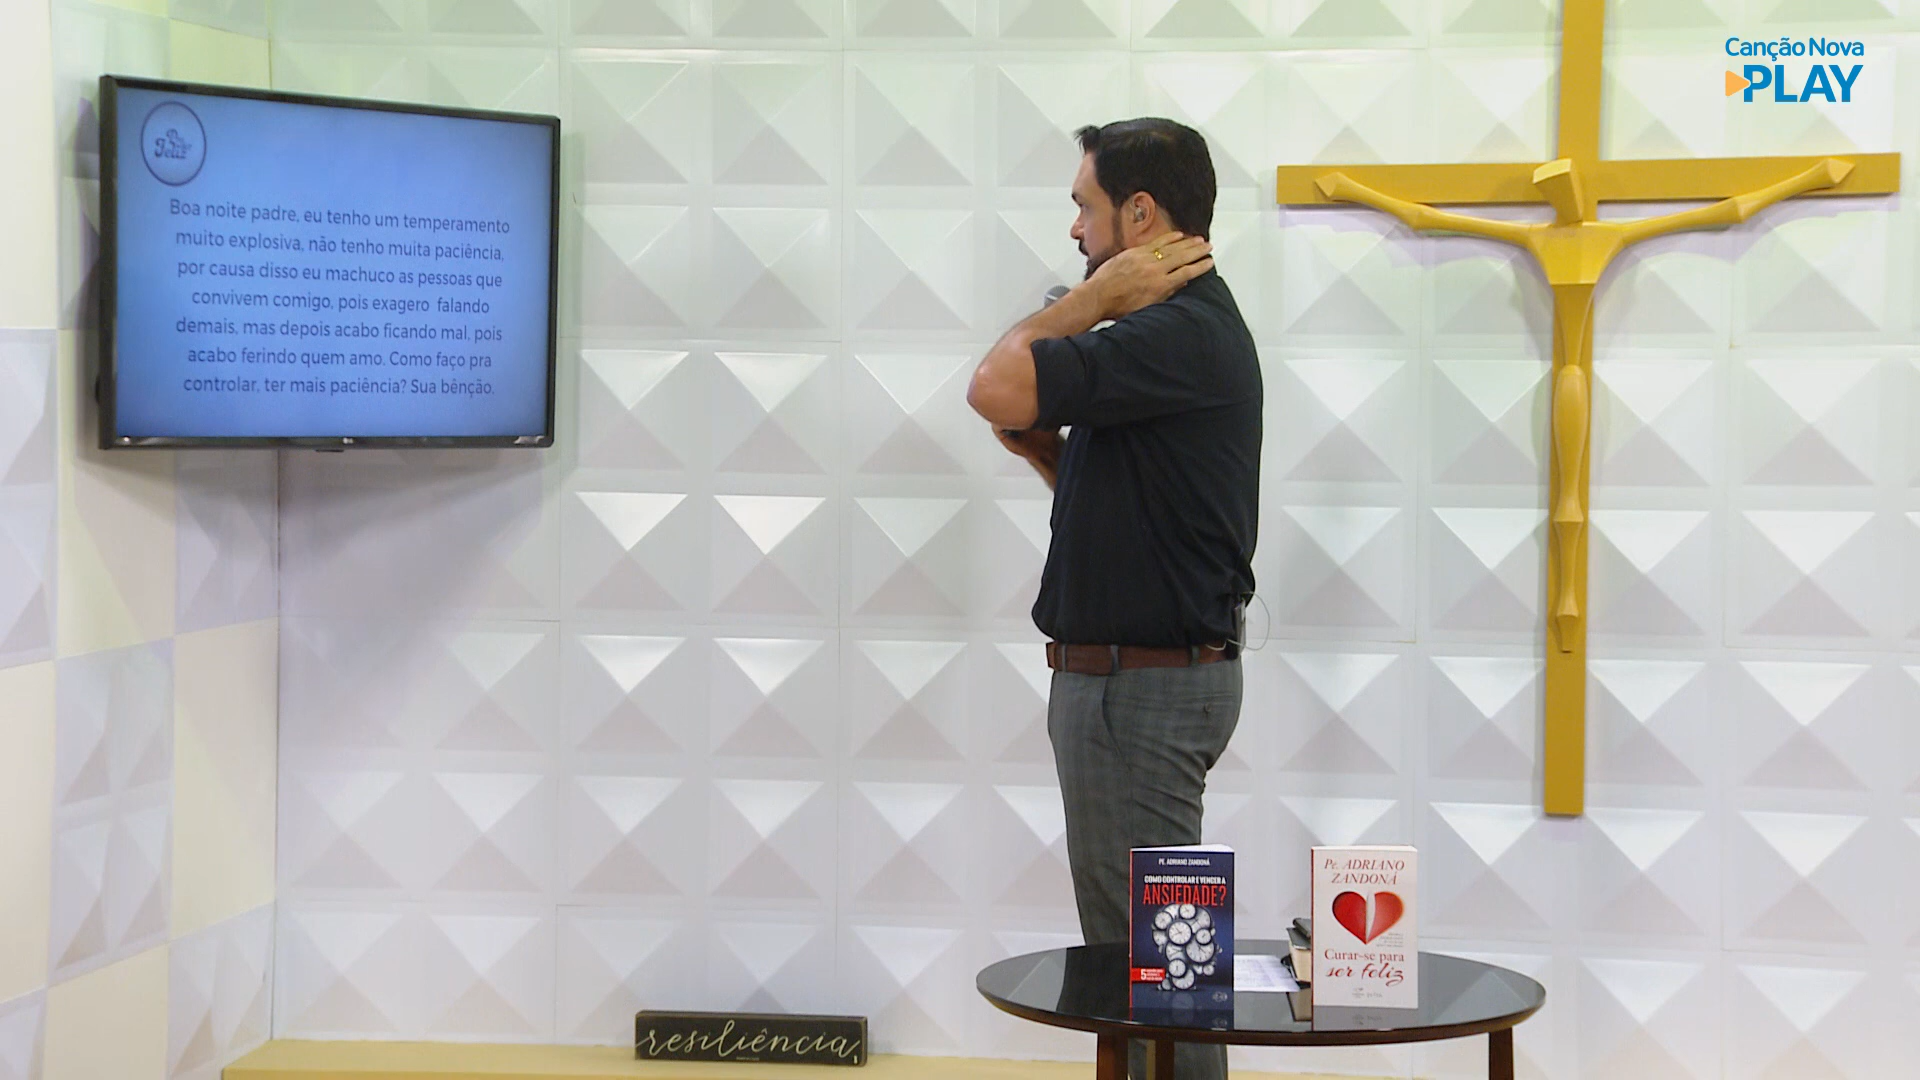 Canção Nova
PLAY
Feliz
Boa noite padre, eu tenho um temperamento
muito explosiva, não tenho muita paciência,
por causa disso eu machuco as pessoas que
convivem comigo, pois exagero falando
demais, mas depois acabo ficando mal, pois
acabo ferindo quem amo. Como faço pra
controlar, ter mais paciência? Sua bênção.
PE. ADRIANO ZANDONÁ
COMO CONTROLAR E VENCER A
ANSIEDADE?
5
Pe. ADRIANO
ZANDONÁ
Curar-se para
ser feliz
resiliência